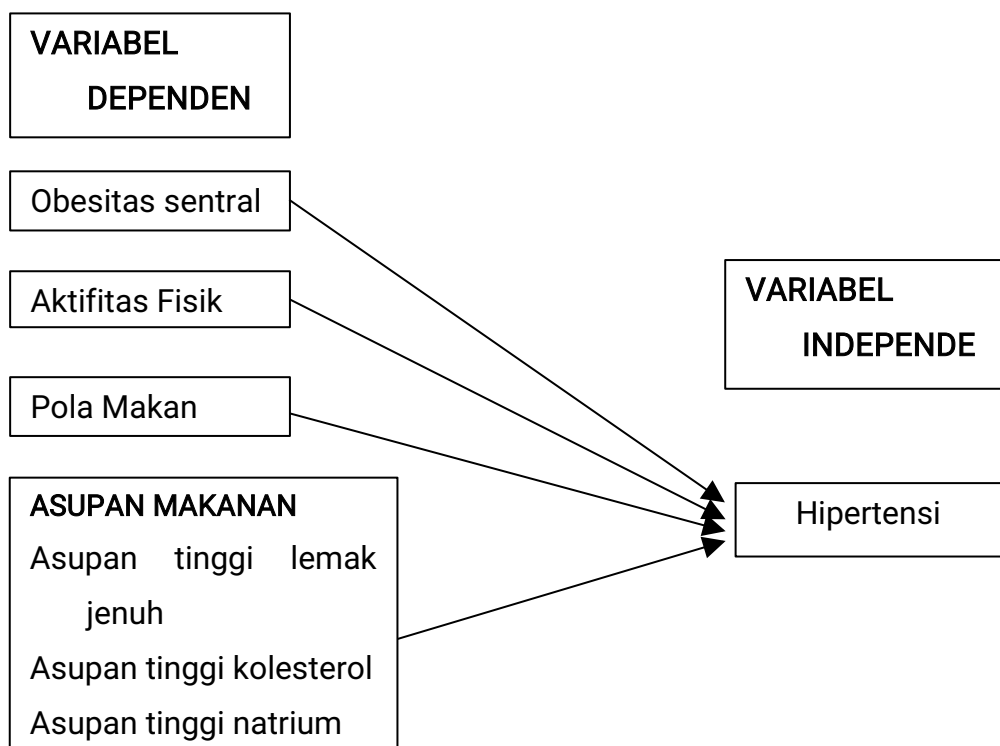 VARIABEL
DEPENDEN
Obesitas sentral
Aktifitas Fisik
Pola Makan
ASUPAN MAKANAN
Asupan tinggi lemak
jenuh
Asupan tinggi kolesterol
Asupan tinggi natrium
VARIABEL
INDEPENDE
Hipertensi